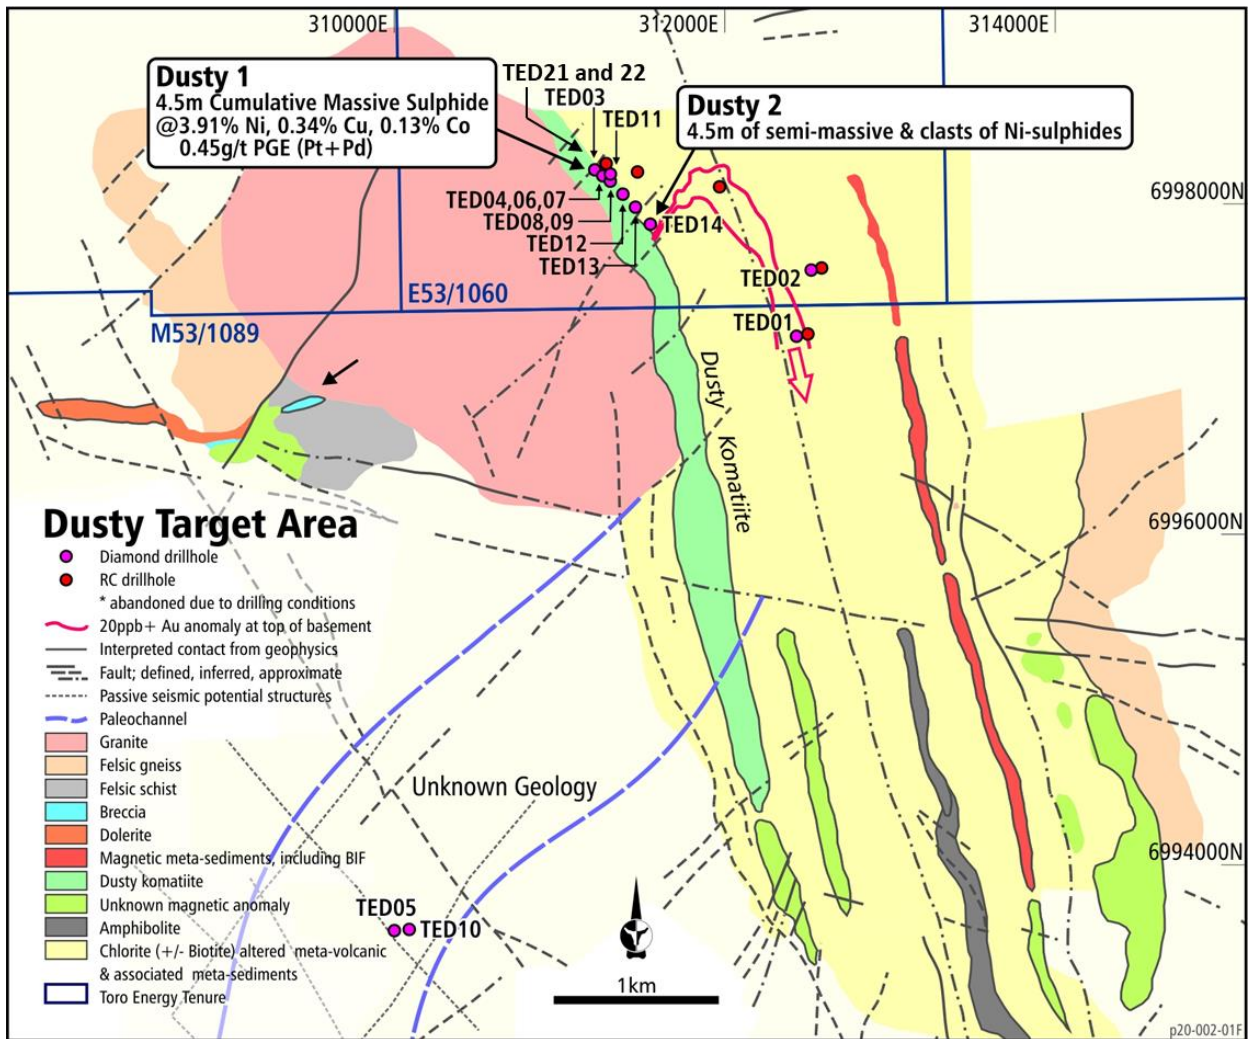 310000E
312000E
314000E
Dusty 1
4.5m Cumulative Massive Sulphide
@3.91% Ni, 0.34% Cu, 0.13% Co
0.45g/t PGE (Pt+Pd)
TED21 and 22
TED03
TED11
Dusty 2
4.5m of semi-massive & clasts of Ni-sulphides
6998000N
TED04,06,07
TED08,09
TED12
TED13
TED14
TED02
TED01
E53/1060
M53/1089
Dusty Komatiite
6996000N
Dusty Target Area
Diamond drillhole
RC drillhole
* abandoned due to drilling conditions
20ppb+ Au anomaly at top of basement
Interpreted contact from geophysics
Fault; defined, inferred, approximate
Passive seismic potential structures
Paleochannel
Granite
Felsic gneiss
Felsic schist
Breccia
Dolerite
Magnetic meta-sediments, including BIF
Dusty komatiite
Unknown magnetic anomaly
Amphibolite
Chlorite (+/- Biotite) altered meta-volcanic
& associated meta-sediments
Toro Energy Tenure
Unknown Geology
6994000N
TED05
TED10
1km
p20-002-01F